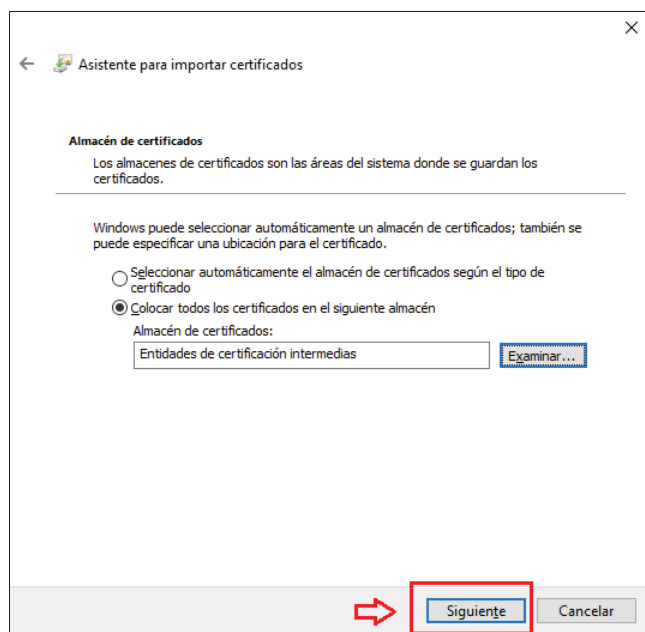 Asistente para importar certificados
Almacén de certificados
Los almacenes de certificados son las áreas del sistema donde se guardan los
certificados.
Windows puede seleccionar automáticamente un almacén de certificados; también se
puede especificar una ubicación para el certificado.
Seleccionar automáticamente el almacén de certificados según el tipo de
certificado
Colocar todos los certificados en el siguiente almacén
Almacén de certificados:
Entidades de certificación intermedias
Examinar...
Siguiente
Cancelar